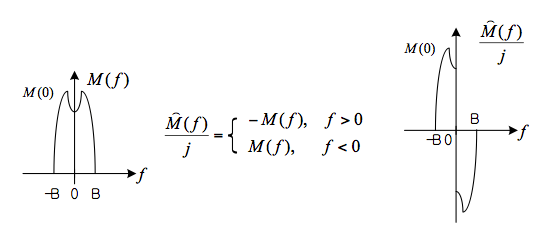 M(0)
M(f)
-B 0 B
f
M̂(f)/j = { -M(f), f > 0
M(f), f < 0
M̂(f)/j
M(0)
B
-B 0
f